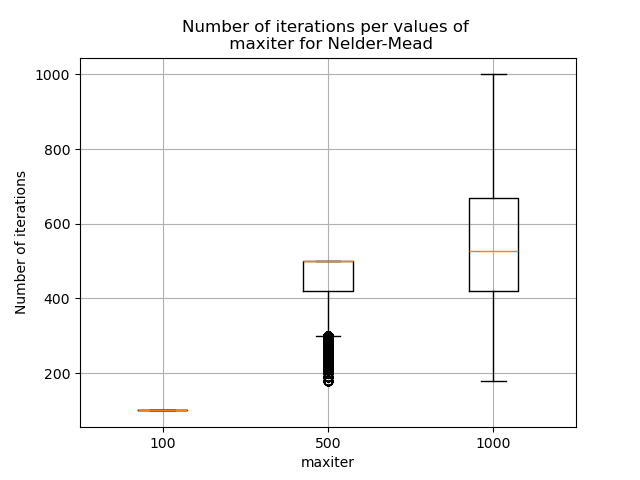 Number of iterations per values of
maxiter for Nelder-Mead
1000
800
600
400
200
Number of iterations
100 500 1000
maxiter